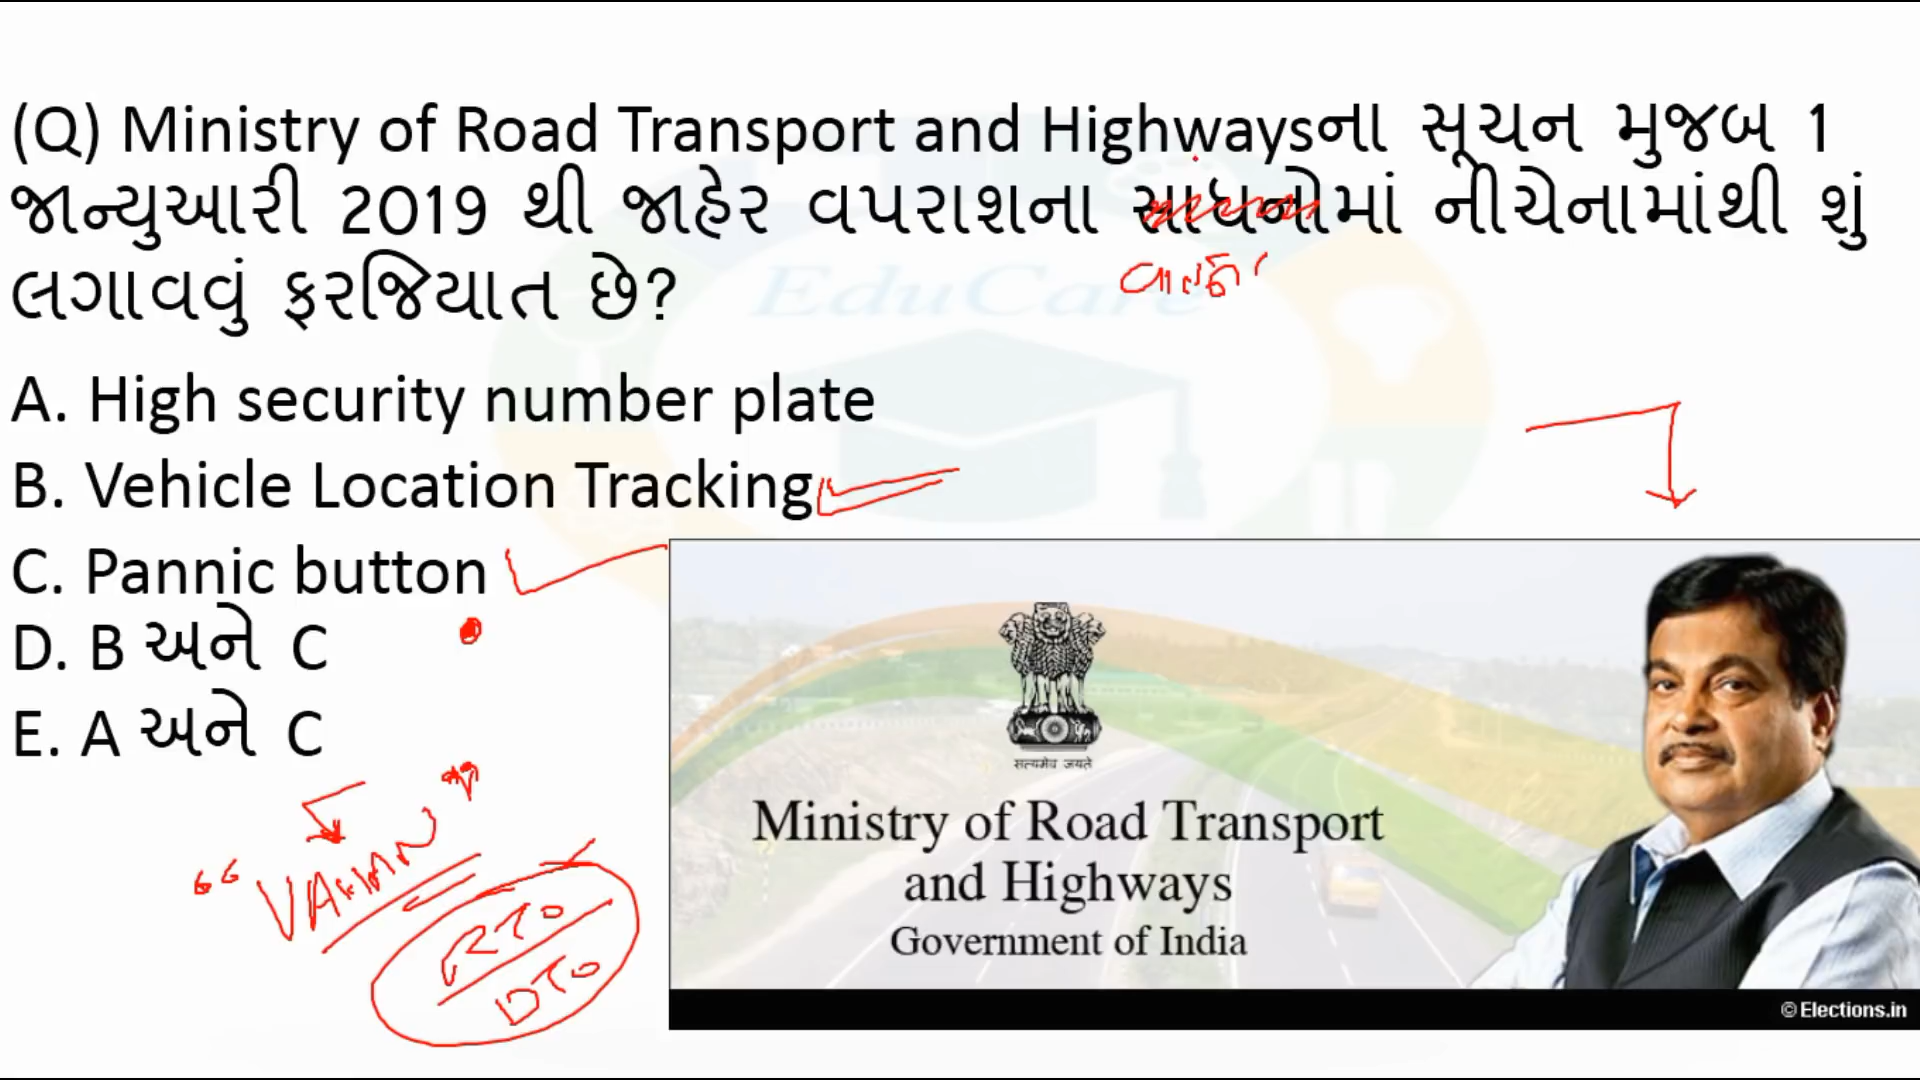 (Q) Ministry of Road Transport and Highwaysના સૂચન મુજબ 1
જાન્યુઆરી 2019 થી જાહેર વપરાશના સાધનોમાં નીચેનામાંથી શું
લગાવવું ફરજિયાત છે?
EduCare
A. High security number plate
B. Vehicle Location Tracking
C. Pannic button
D. B અને C
E. A અને C
“VAHAN”
RTO
DTO
सत्यमेव जयते
Ministry of Road Transport
and Highways
Government of India
© Elections.in